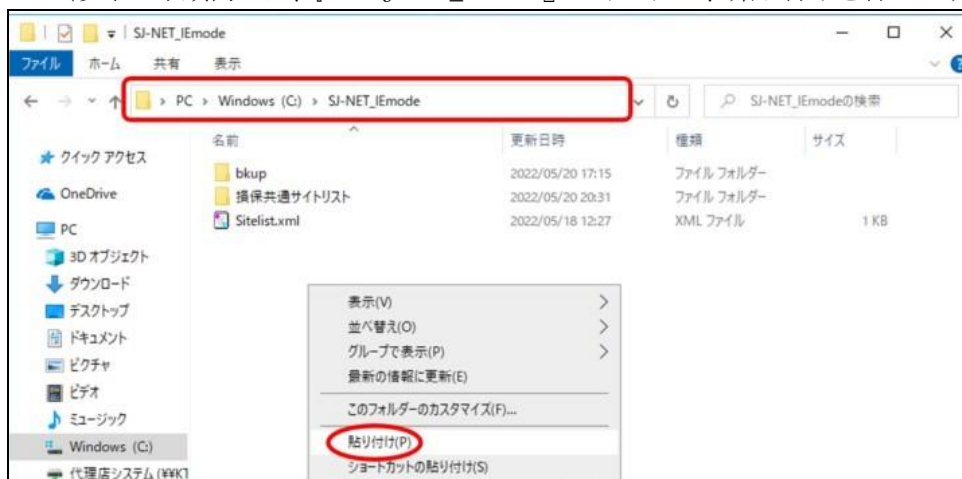 SJ-NET_IEmode
ファイル ホーム 共有 表示
PC › Windows (C:) › SJ-NET_IEmode
SJ-NET_IEmodeの検索
名前 更新日時 種類 サイズ
クイック アクセス
bkup 2022/05/20 17:15 ファイル フォルダー
OneDrive
損保共通サイトリスト 2022/05/20 20:31 ファイル フォルダー
Sitelist.xml 2022/05/18 12:27 XML ファイル 1 KB
PC
3D オブジェクト
ダウンロード
デスクトップ
ドキュメント
ピクチャ
ビデオ
ミュージック
Windows (C:)
代理店システム (¥¥KT
表示(V)
並べ替え(O)
グループで表示(P)
最新の情報に更新(E)
このフォルダーのカスタマイズ(F)...
貼り付け(P)
ショートカットの貼り付け(S)